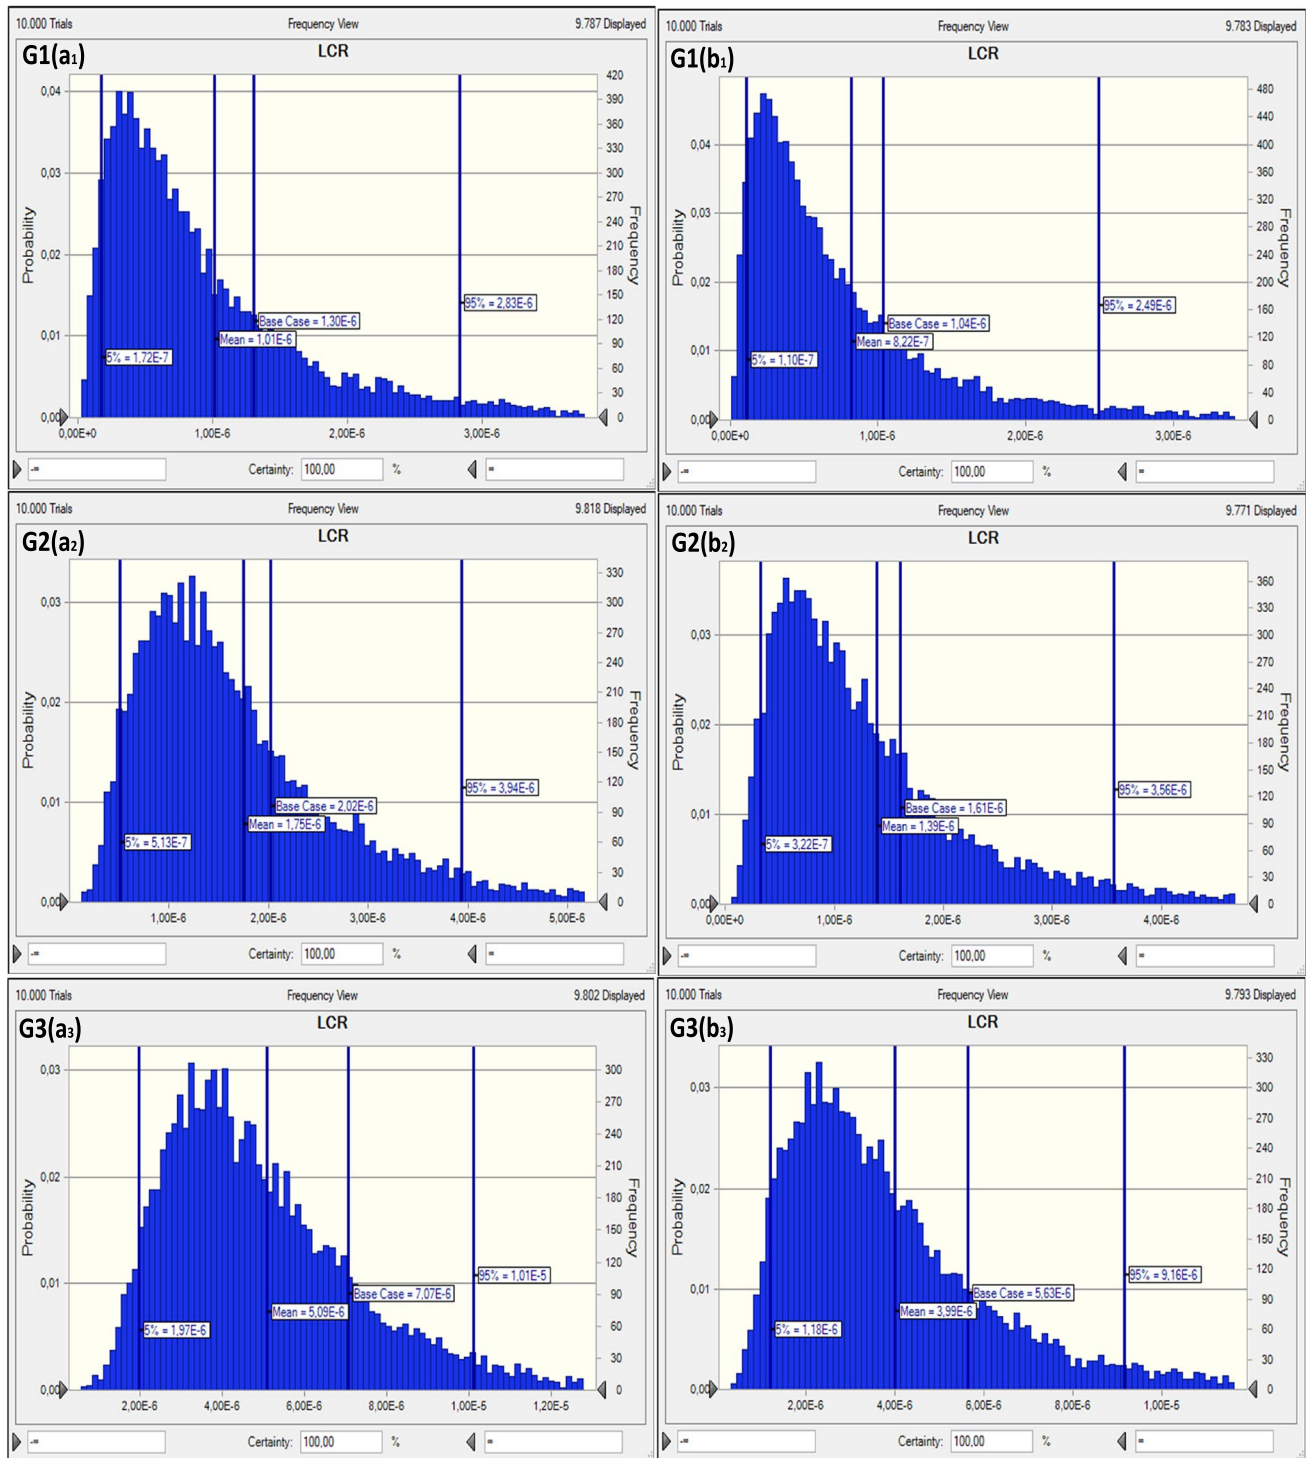 10.000 Trials Frequency View 9.787 Displayed
G1(a₁) LCR
Probability
Frequency
0,04
0,03
0,02
0,01
0,00
420
390
360
330
300
270
240
210
180
150
120
90
60
30
0
95% = 2,83E-6
Base Case = 1,30E-6
Mean = 1,01E-6
5% = 1,72E-7
0,00E+0 1,00E-6 2,00E-6 3,00E-6
-∞ Certainty: 100,00 % ∞
10.000 Trials Frequency View 9.783 Displayed
G1(b₁) LCR
Probability
Frequency
0,04
0,03
0,02
0,01
0,00
480
440
400
360
320
280
240
200
160
120
80
40
0
95% = 2,49E-6
Base Case = 1,04E-6
Mean = 8,22E-7
5% = 1,10E-7
0,00E+0 1,00E-6 2,00E-6 3,00E-6
-∞ Certainty: 100,00 % ∞
10.000 Trials Frequency View 9.818 Displayed
G2(a₂) LCR
Probability
Frequency
0,03
0,02
0,01
0,00
330
300
270
240
210
180
150
120
90
60
30
0
95% = 3,94E-6
Base Case = 2,02E-6
Mean = 1,75E-6
5% = 5,13E-7
1,00E-6 2,00E-6 3,00E-6 4,00E-6 5,00E-6
-∞ Certainty: 100,00 % ∞
10.000 Trials Frequency View 9.771 Displayed
G2(b₂) LCR
Probability
Frequency
0,03
0,02
0,01
0,00
360
330
300
270
240
210
180
150
120
90
60
30
0
95% = 3,56E-6
Base Case = 1,61E-6
Mean = 1,39E-6
5% = 3,22E-7
0,00E+0 1,00E-6 2,00E-6 3,00E-6 4,00E-6
-∞ Certainty: 100,00 % ∞
10.000 Trials Frequency View 9.802 Displayed
G3(a₃) LCR
Probability
Frequency
0,03
0,02
0,01
0,00
300
270
240
210
180
150
120
90
60
30
0
95% = 1,01E-5
Base Case = 7,07E-6
Mean = 5,09E-6
5% = 1,97E-6
2,00E-6 4,00E-6 6,00E-6 8,00E-6 1,00E-5 1,20E-5
-∞ Certainty: 100,00 % ∞
10.000 Trials Frequency View 9.793 Displayed
G3(b₃) LCR
Probability
Frequency
0,03
0,02
0,01
0,00
330
300
270
240
210
180
150
120
90
60
30
0
95% = 9,16E-6
Base Case = 5,63E-6
Mean = 3,99E-6
5% = 1,18E-6
2,00E-6 4,00E-6 6,00E-6 8,00E-6 1,00E-5
-∞ Certainty: 100,00 % ∞